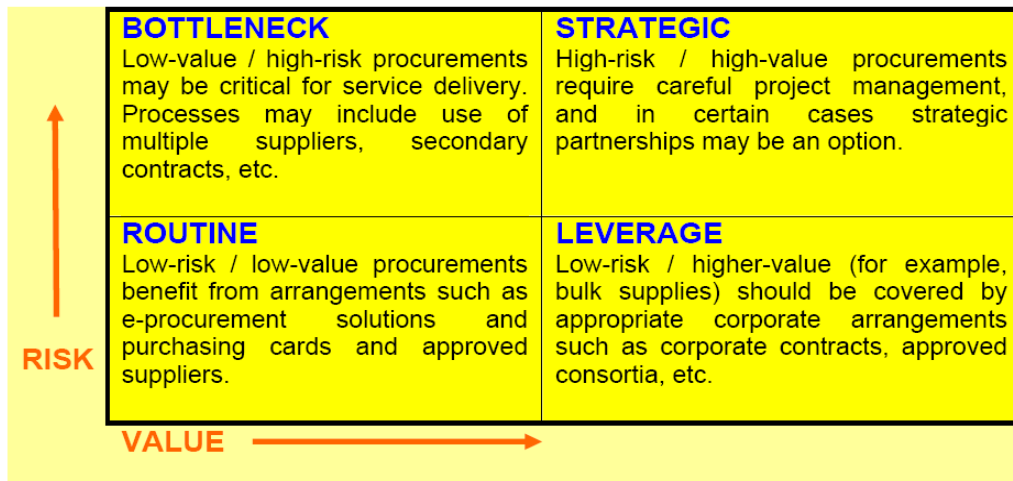 BOTTLENECK
Low-value / high-risk procurements
may be critical for service delivery.
Processes may include use of
multiple suppliers, secondary
contracts, etc.
STRATEGIC
High-risk / high-value procurements
require careful project management,
and in certain cases strategic
partnerships may be an option.
ROUTINE
Low-risk / low-value procurements
benefit from arrangements such as
e-procurement solutions and
purchasing cards and approved
suppliers.
LEVERAGE
Low-risk / higher-value (for example,
bulk supplies) should be covered by
appropriate corporate arrangements
such as corporate contracts, approved
consortia, etc.
RISK
VALUE